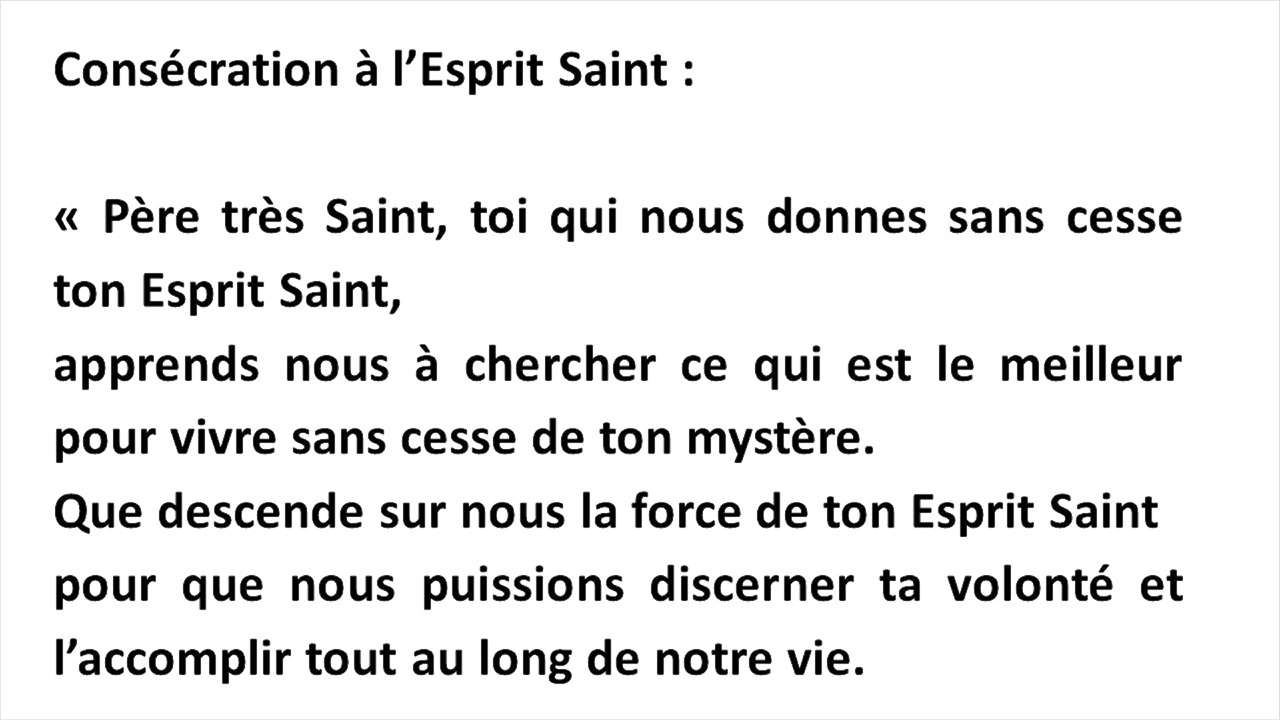 Consécration à l’Esprit Saint :
« Père très Saint, toi qui nous donnes sans cesse
ton Esprit Saint,
apprends nous à chercher ce qui est le meilleur
pour vivre sans cesse de ton mystère.
Que descende sur nous la force de ton Esprit Saint
pour que nous puissions discerner ta volonté et
l’accomplir tout au long de notre vie.